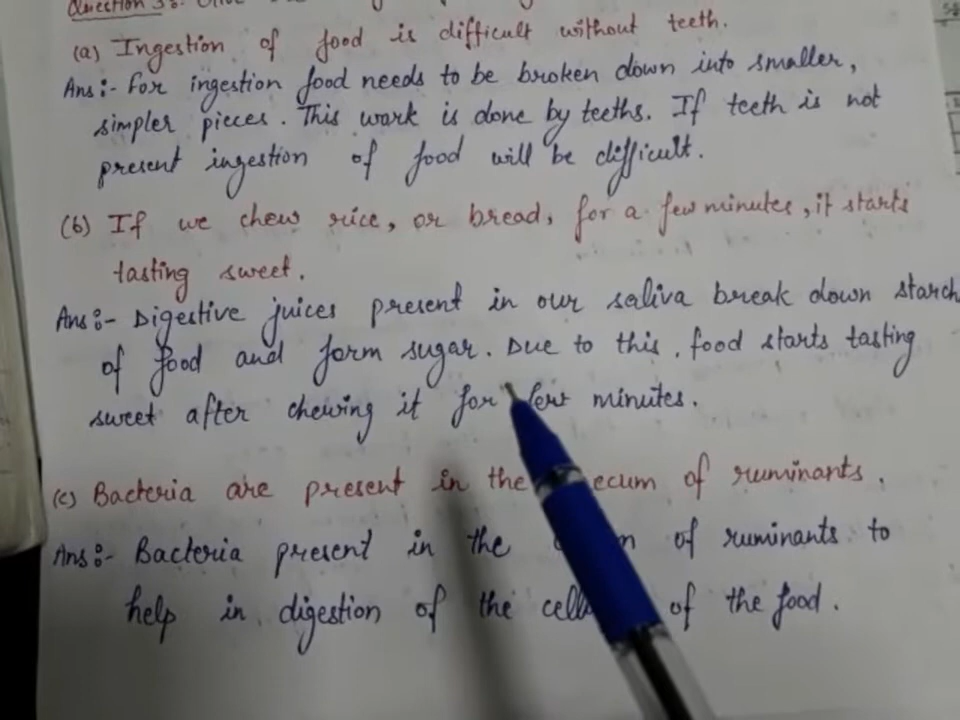 Question 3:
(a) Ingestion of food is difficult without teeth.
Ans:- For ingestion food needs to be broken down into smaller,
simpler pieces. This work is done by teeths. If teeth is not
present ingestion of food will be difficult.
(b) If we chew rice, or bread, for a few minutes, it starts
tasting sweet.
Ans:- Digestive juices present in our saliva break down starch
of food and form sugar. Due to this, food starts tasting
sweet after chewing it for few minutes.
(c) Bacteria are present in the ecum of ruminants.
Ans:- Bacteria present in the of ruminants to
help in digestion of the of the food.